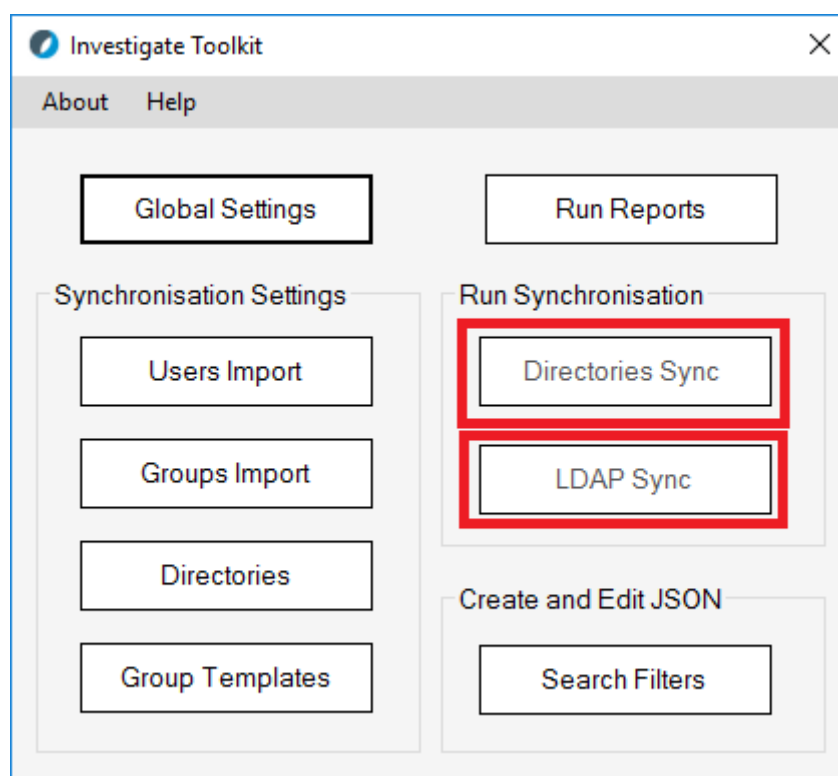 Investigate Toolkit
About Help
Global Settings
Run Reports
Synchronisation Settings
Users Import
Groups Import
Directories
Group Templates
Run Synchronisation
Directories Sync
LDAP Sync
Create and Edit JSON
Search Filters